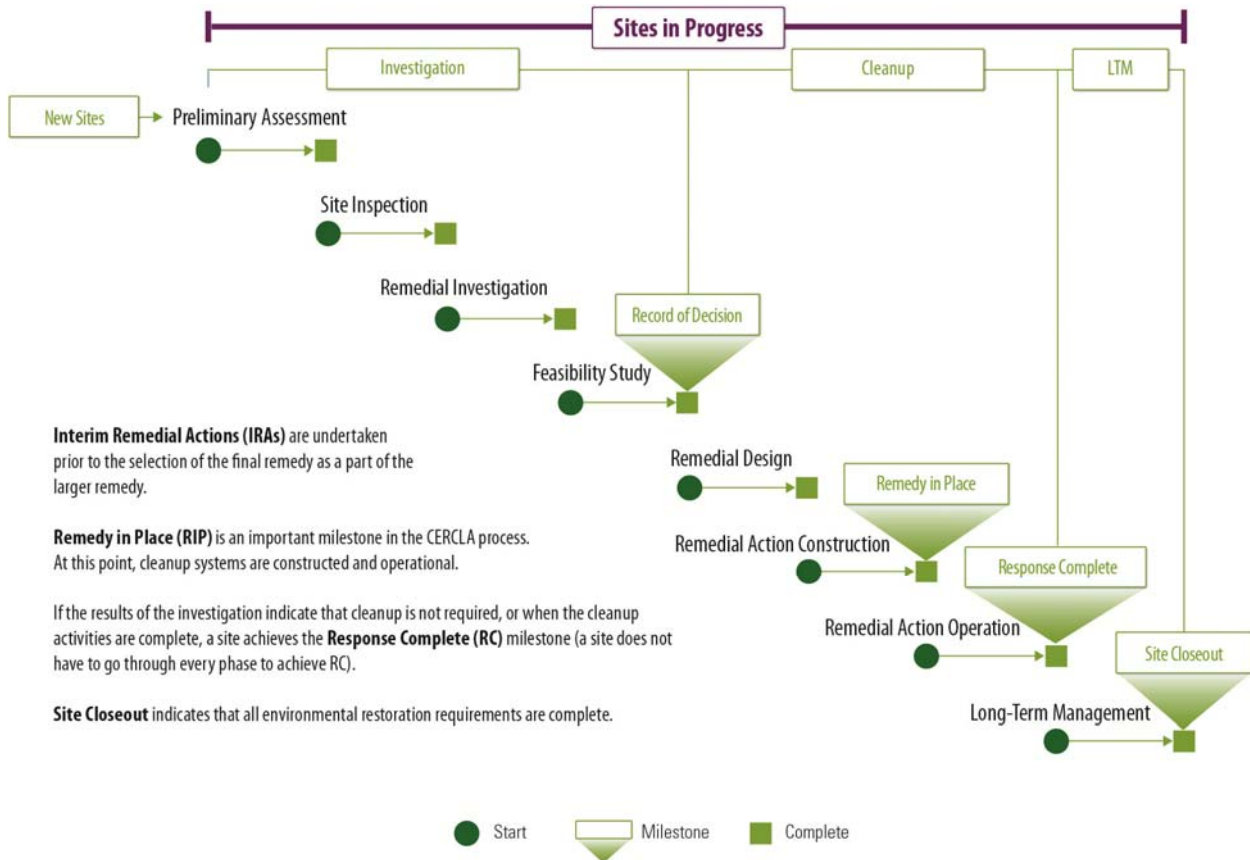 Sites in Progress
Investigation
Cleanup
LTM
New Sites
Preliminary Assessment
Site Inspection
Remedial Investigation
Record of Decision
Feasibility Study
Interim Remedial Actions (IRAs) are undertaken
prior to the selection of the final remedy as a part of the
larger remedy.
Remedial Design
Remedy in Place
Remedy in Place (RIP) is an important milestone in the CERCLA process.
At this point, cleanup systems are constructed and operational.
Remedial Action Construction
Response Complete
If the results of the investigation indicate that cleanup is not required, or when the cleanup
activities are complete, a site achieves the Response Complete (RC) milestone (a site does not
have to go through every phase to achieve RC).
Remedial Action Operation
Site Closeout
Site Closeout indicates that all environmental restoration requirements are complete.
Long-Term Management
Start
Milestone
Complete